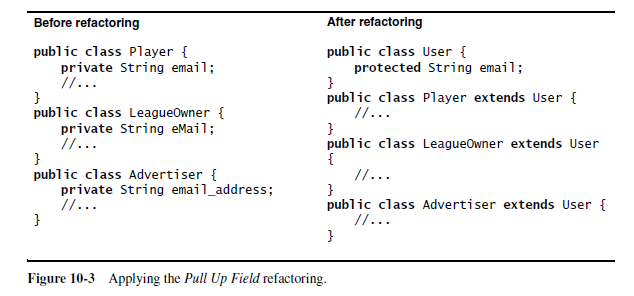 Before refactoring
public class Player {
    private String email;
    //...
}
public class LeagueOwner {
    private String eMail;
    //...
}
public class Advertiser {
    private String email_address;
    //...
}
After refactoring
public class User {
    protected String email;
}
public class Player extends User {
    //...
}
public class LeagueOwner extends User
{
    //...
}
public class Advertiser extends User {
    //...
}
Figure 10-3 Applying the Pull Up Field refactoring.